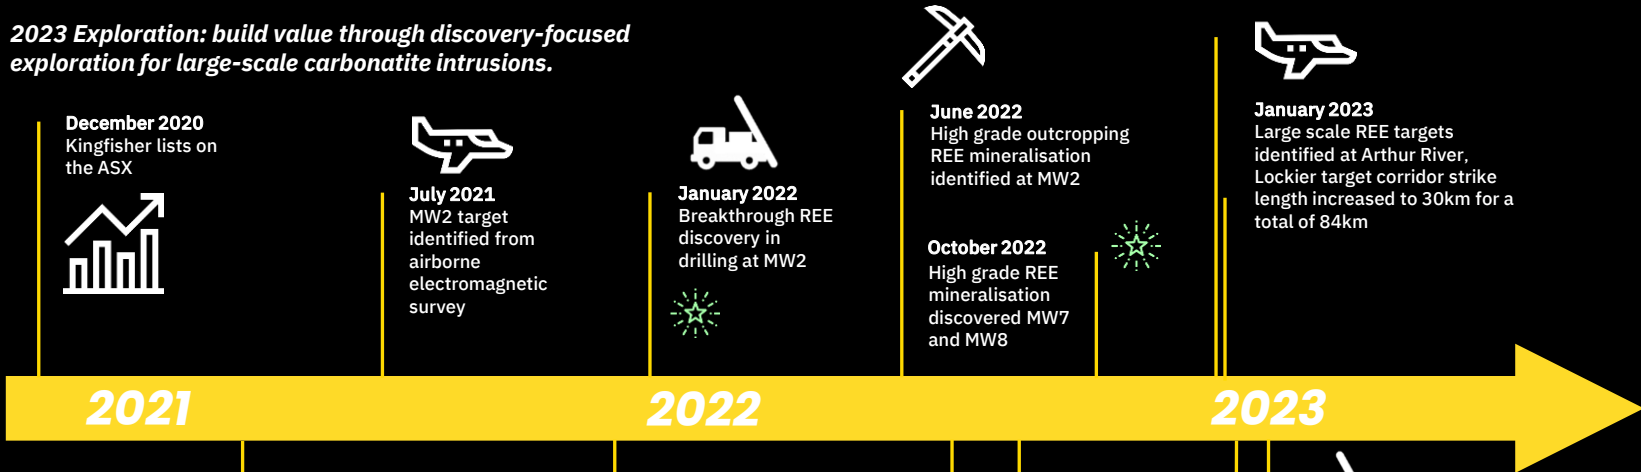 2023 Exploration: build value through discovery-focused
exploration for large-scale carbonatite intrusions.
December 2020
Kingfisher lists on
the ASX
July 2021
MW2 target
identified from
airborne
electromagnetic
survey
January 2022
Breakthrough REE
discovery in
drilling at MW2
June 2022
High grade outcropping
REE mineralisation
identified at MW2
October 2022
High grade REE
mineralisation
discovered MW7
and MW8
January 2023
Large scale REE targets
identified at Arthur River,
Lockier target corridor strike
length increased to 30km for a
total of 84km
2021
2022
2023